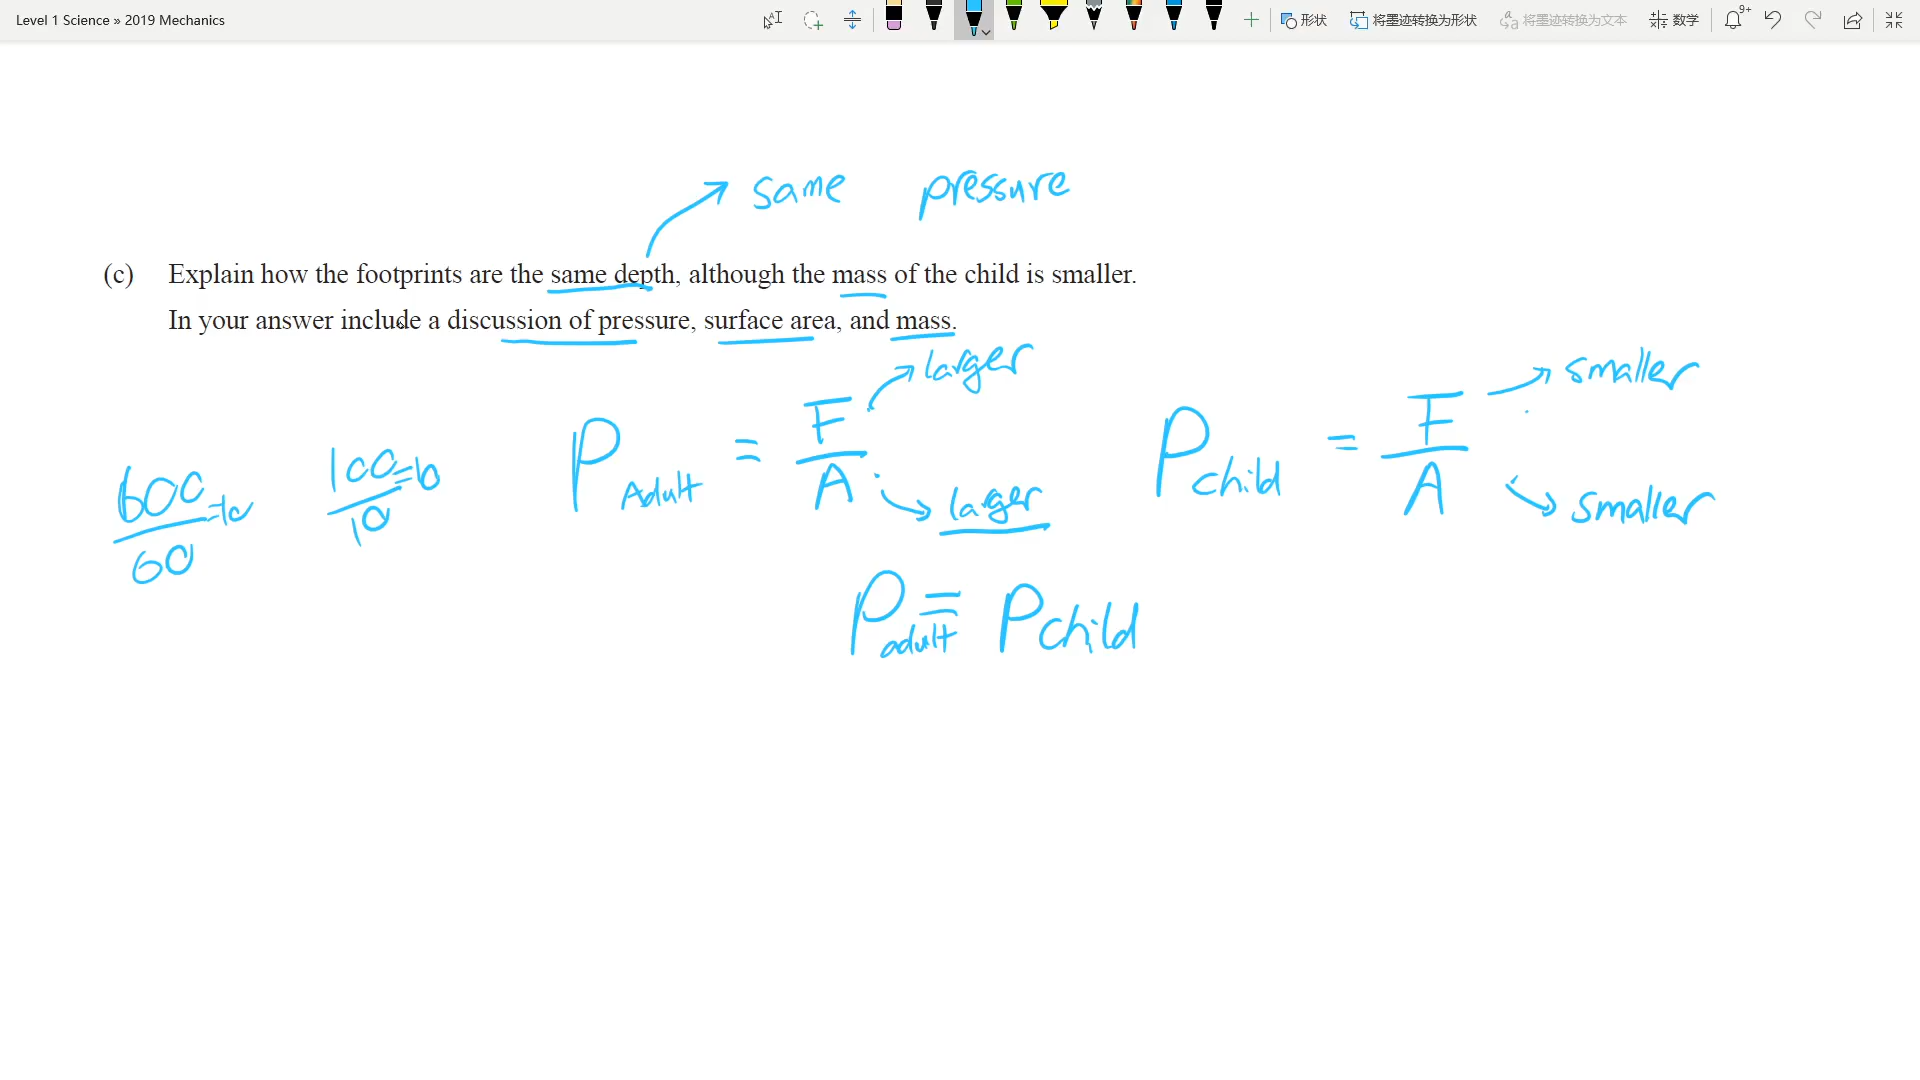 Level 1 Science » 2019 Mechanics
形状
将墨迹转换为形状
将墨迹转换为文本
数学
9+
same pressure
(c) Explain how the footprints are the same depth, although the mass of the child is smaller.
In your answer include a discussion of pressure, surface area, and mass.
P Adult = F/A
larger
larger
P child = F/A
smaller
smaller
600/60 = 10
100/10 = 10
P adult = P child